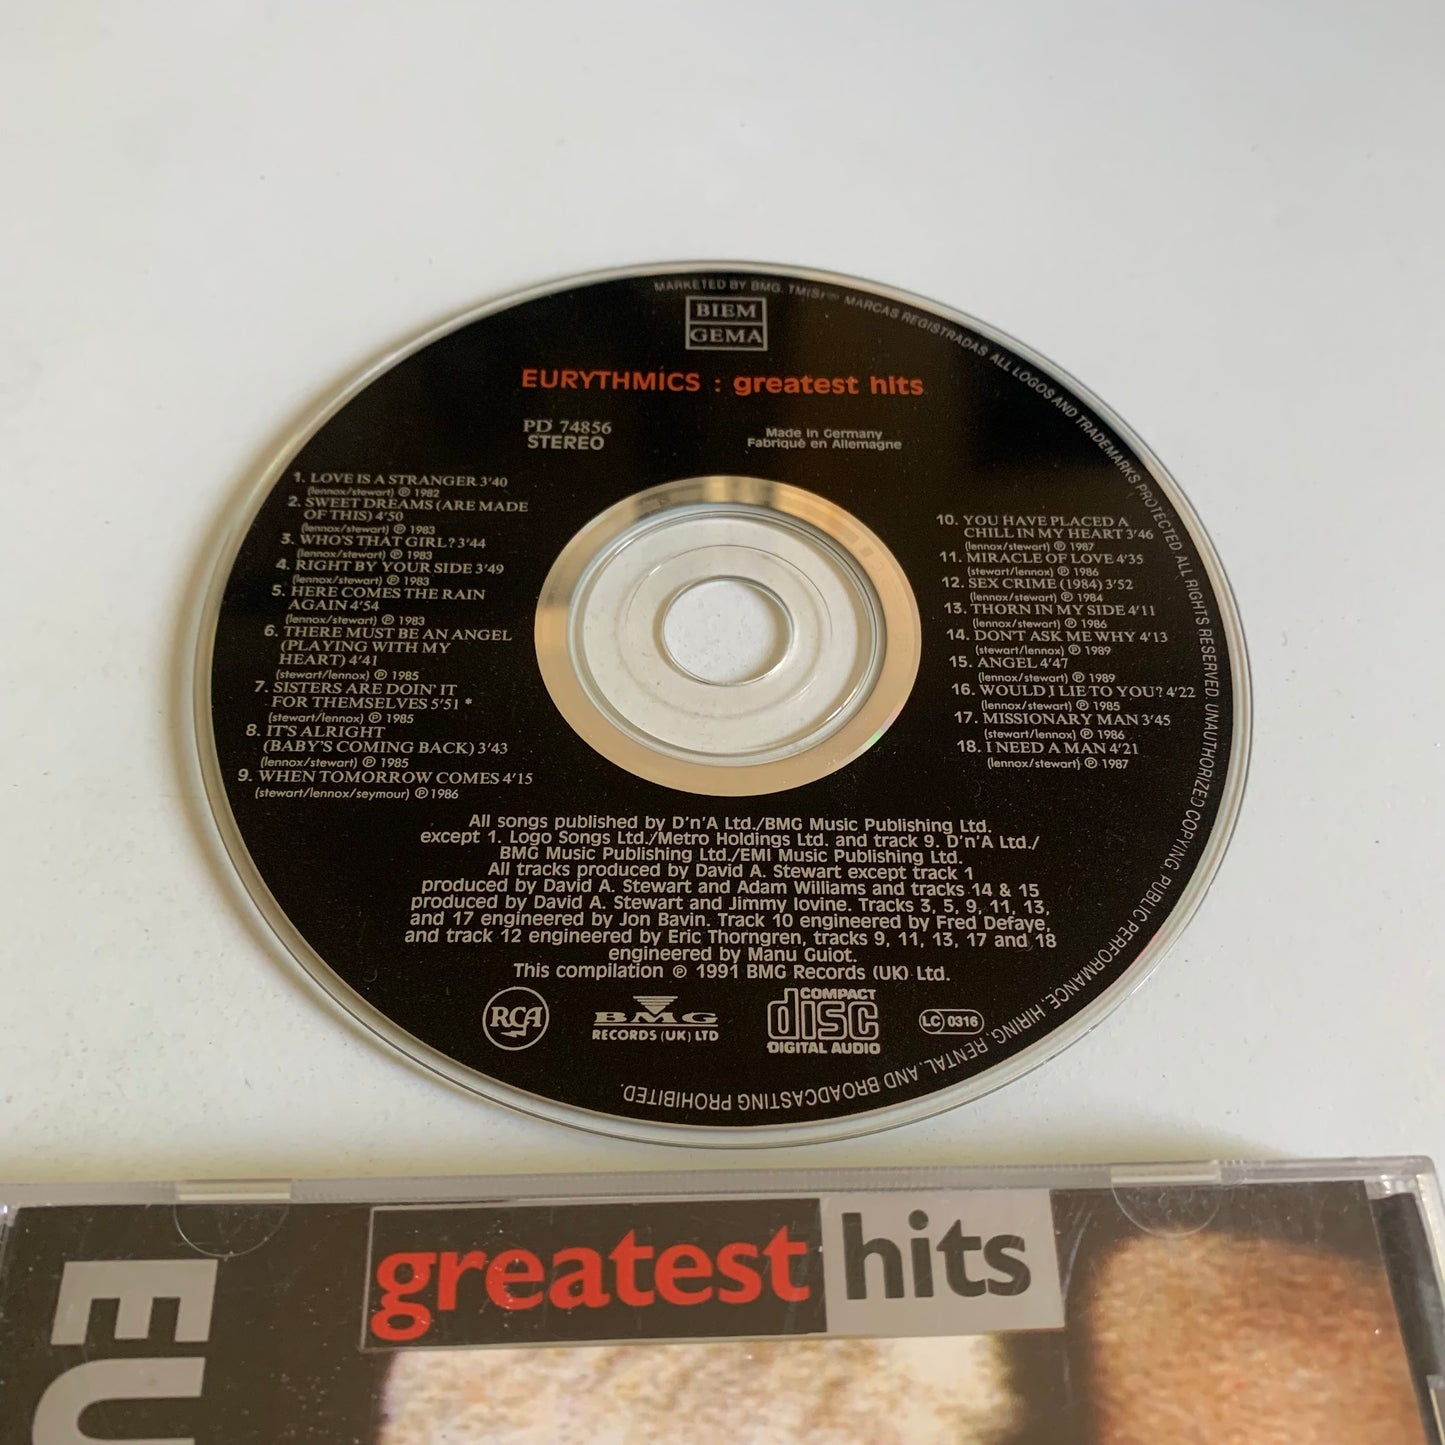 MARKETED BY BMG. TM(S) ® MARCAS REGISTRADAS ALL LOGOS AND TRADEMARKS PROTECTED. ALL RIGHTS RESERVED. UNAUTHORIZED COPYING, PUBLIC PERFORMANCE, HIRING, RENTAL, AND BROADCASTING PROHIBITED.
BIEM
GEMA
EURYTHMICS : greatest hits
PD 74856
STEREO
Made in Germany
Fabriqué en Allemagne
1. LOVE IS A STRANGER 3'40
(lennox/stewart) ℗ 1982
2. SWEET DREAMS (ARE MADE
OF THIS) 4'50
(lennox/stewart) ℗ 1983
3. WHO'S THAT GIRL? 3'44
(lennox/stewart) ℗ 1983
4. RIGHT BY YOUR SIDE 3'49
(lennox/stewart) ℗ 1983
5. HERE COMES THE RAIN
AGAIN 4'54
(lennox/stewart) ℗ 1983
6. THERE MUST BE AN ANGEL
(PLAYING WITH MY
HEART) 4'41
(stewart/lennox) ℗ 1985
7. SISTERS ARE DOIN' IT
FOR THEMSELVES 5'51 *
(stewart/lennox) ℗ 1985
8. IT'S ALRIGHT
(BABY'S COMING BACK) 3'43
(lennox/stewart) ℗ 1985
9. WHEN TOMORROW COMES 4'15
(stewart/lennox/seymour) ℗ 1986
10. YOU HAVE PLACED A
CHILL IN MY HEART 3'46
(lennox/stewart) ℗ 1987
11. MIRACLE OF LOVE 4'35
(lennox/stewart) ℗ 1986
12. SEX CRIME (1984) 3'52
(lennox/stewart) ℗ 1984
13. THORN IN MY SIDE 4'11
(lennox/stewart) ℗ 1986
14. DON'T ASK ME WHY 4'13
(lennox/stewart) ℗ 1989
15. ANGEL 4'47
(lennox/stewart) ℗ 1989
16. WOULD I LIE TO YOU? 4'22
(lennox/stewart) ℗ 1985
17. MISSIONARY MAN 3'45
(stewart/lennox) ℗ 1986
18. I NEED A MAN 4'21
(lennox/stewart) ℗ 1987
All songs published by D'n'A Ltd./BMG Music Publishing Ltd.
except 1. Logo Songs Ltd./Metro Holdings Ltd. and track 9. D'n'A Ltd./
BMG Music Publishing Ltd./EMI Music Publishing Ltd.
All tracks produced by David A. Stewart except track 1
produced by David A. Stewart and Adam Williams and tracks 14 & 15
produced by David A. Stewart and Jimmy Iovine. Tracks 3, 5, 9, 11, 13,
and 17 engineered by Jon Bavin. Track 10 engineered by Fred Defaye,
and track 12 engineered by Eric Thorngren, tracks 9, 11, 13, 17 and 18
engineered by Manu Guiot.
This compilation ℗ 1991 BMG Records (UK) Ltd.
RCA
BMG
RECORDS (UK) LTD
COMPACT
disc
DIGITAL AUDIO
LC 0316
greatest hits
EU